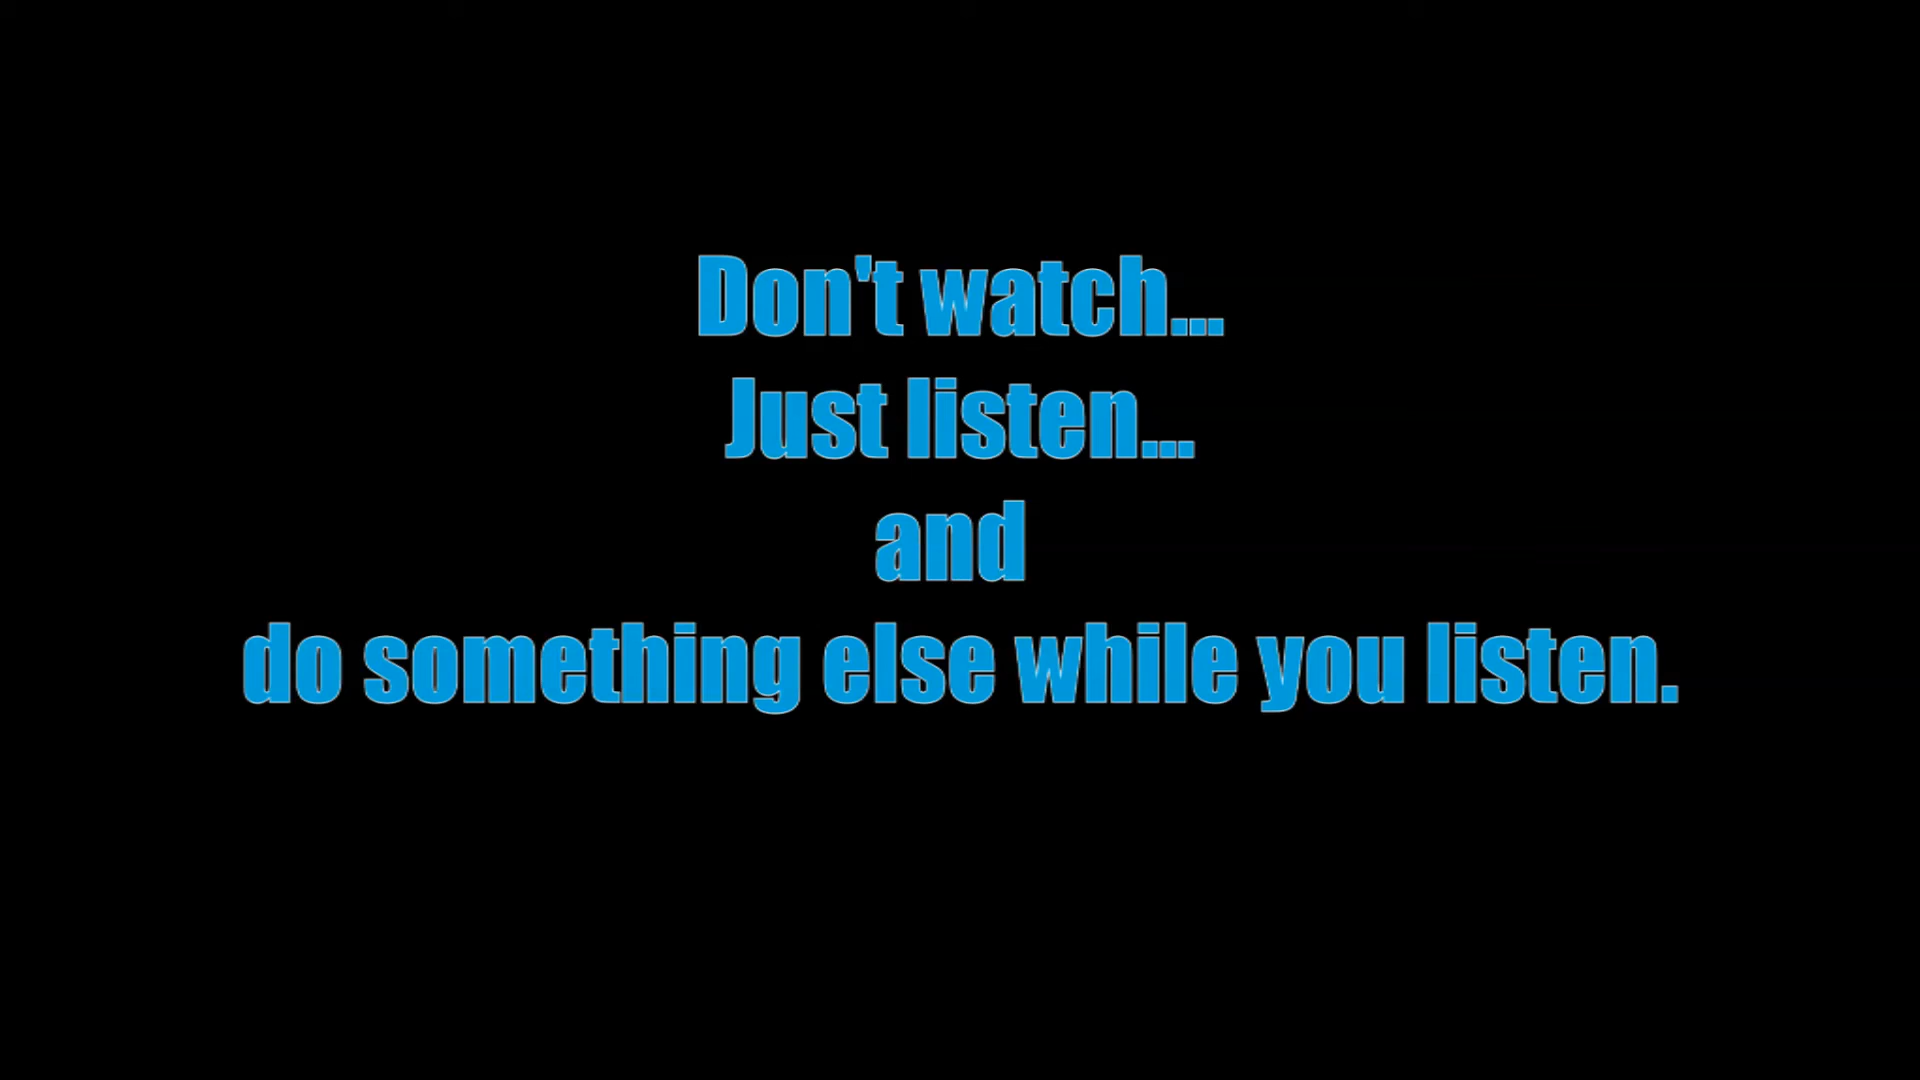 Don't watch...
Just listen...
and
do something else while you listen.